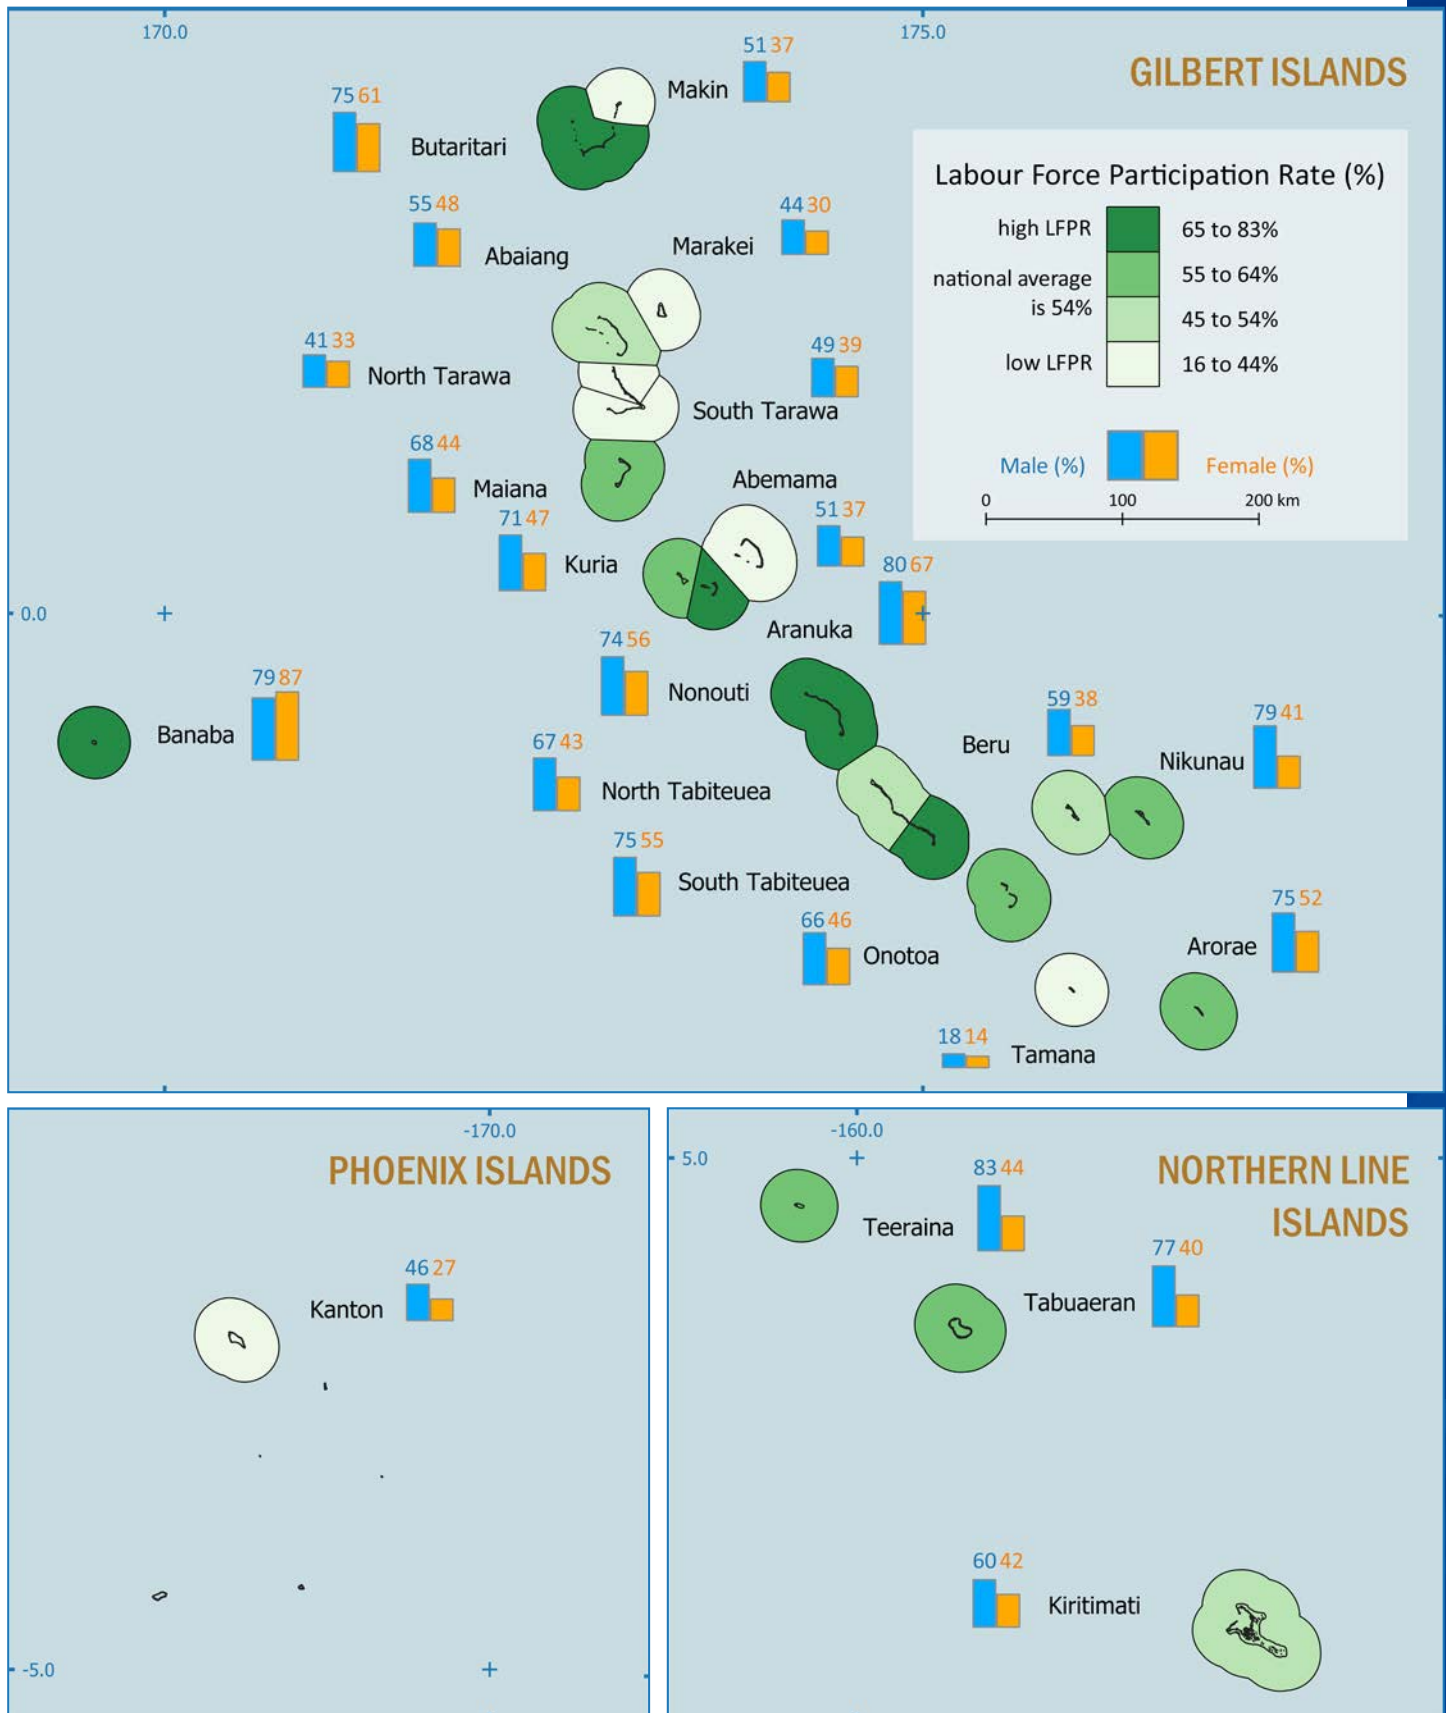 170.0
175.0
GILBERT ISLANDS
51 37
Makin
75 61
Butaritari
55 48
Abaiang
44 30
Marakei
Labour Force Participation Rate (%)
high LFPR
65 to 83%
national average
is 54%
55 to 64%
45 to 54%
low LFPR
16 to 44%
Male (%)
Female (%)
0
100
200 km
41 33
North Tarawa
49 39
South Tarawa
68 44
Maiana
Abemama
51 37
71 47
Kuria
80 67
Aranuka
0.0
74 56
Nonouti
79 87
Banaba
59 38
Beru
79 41
Nikunau
67 43
North Tabiteuea
75 55
South Tabiteuea
66 46
Onotoa
75 52
Arorae
18 14
Tamana
-170.0
PHOENIX ISLANDS
46 27
Kanton
-5.0
-160.0
5.0
NORTHERN LINE
ISLANDS
83 44
Teeraina
77 40
Tabuaeran
60 42
Kiritimati